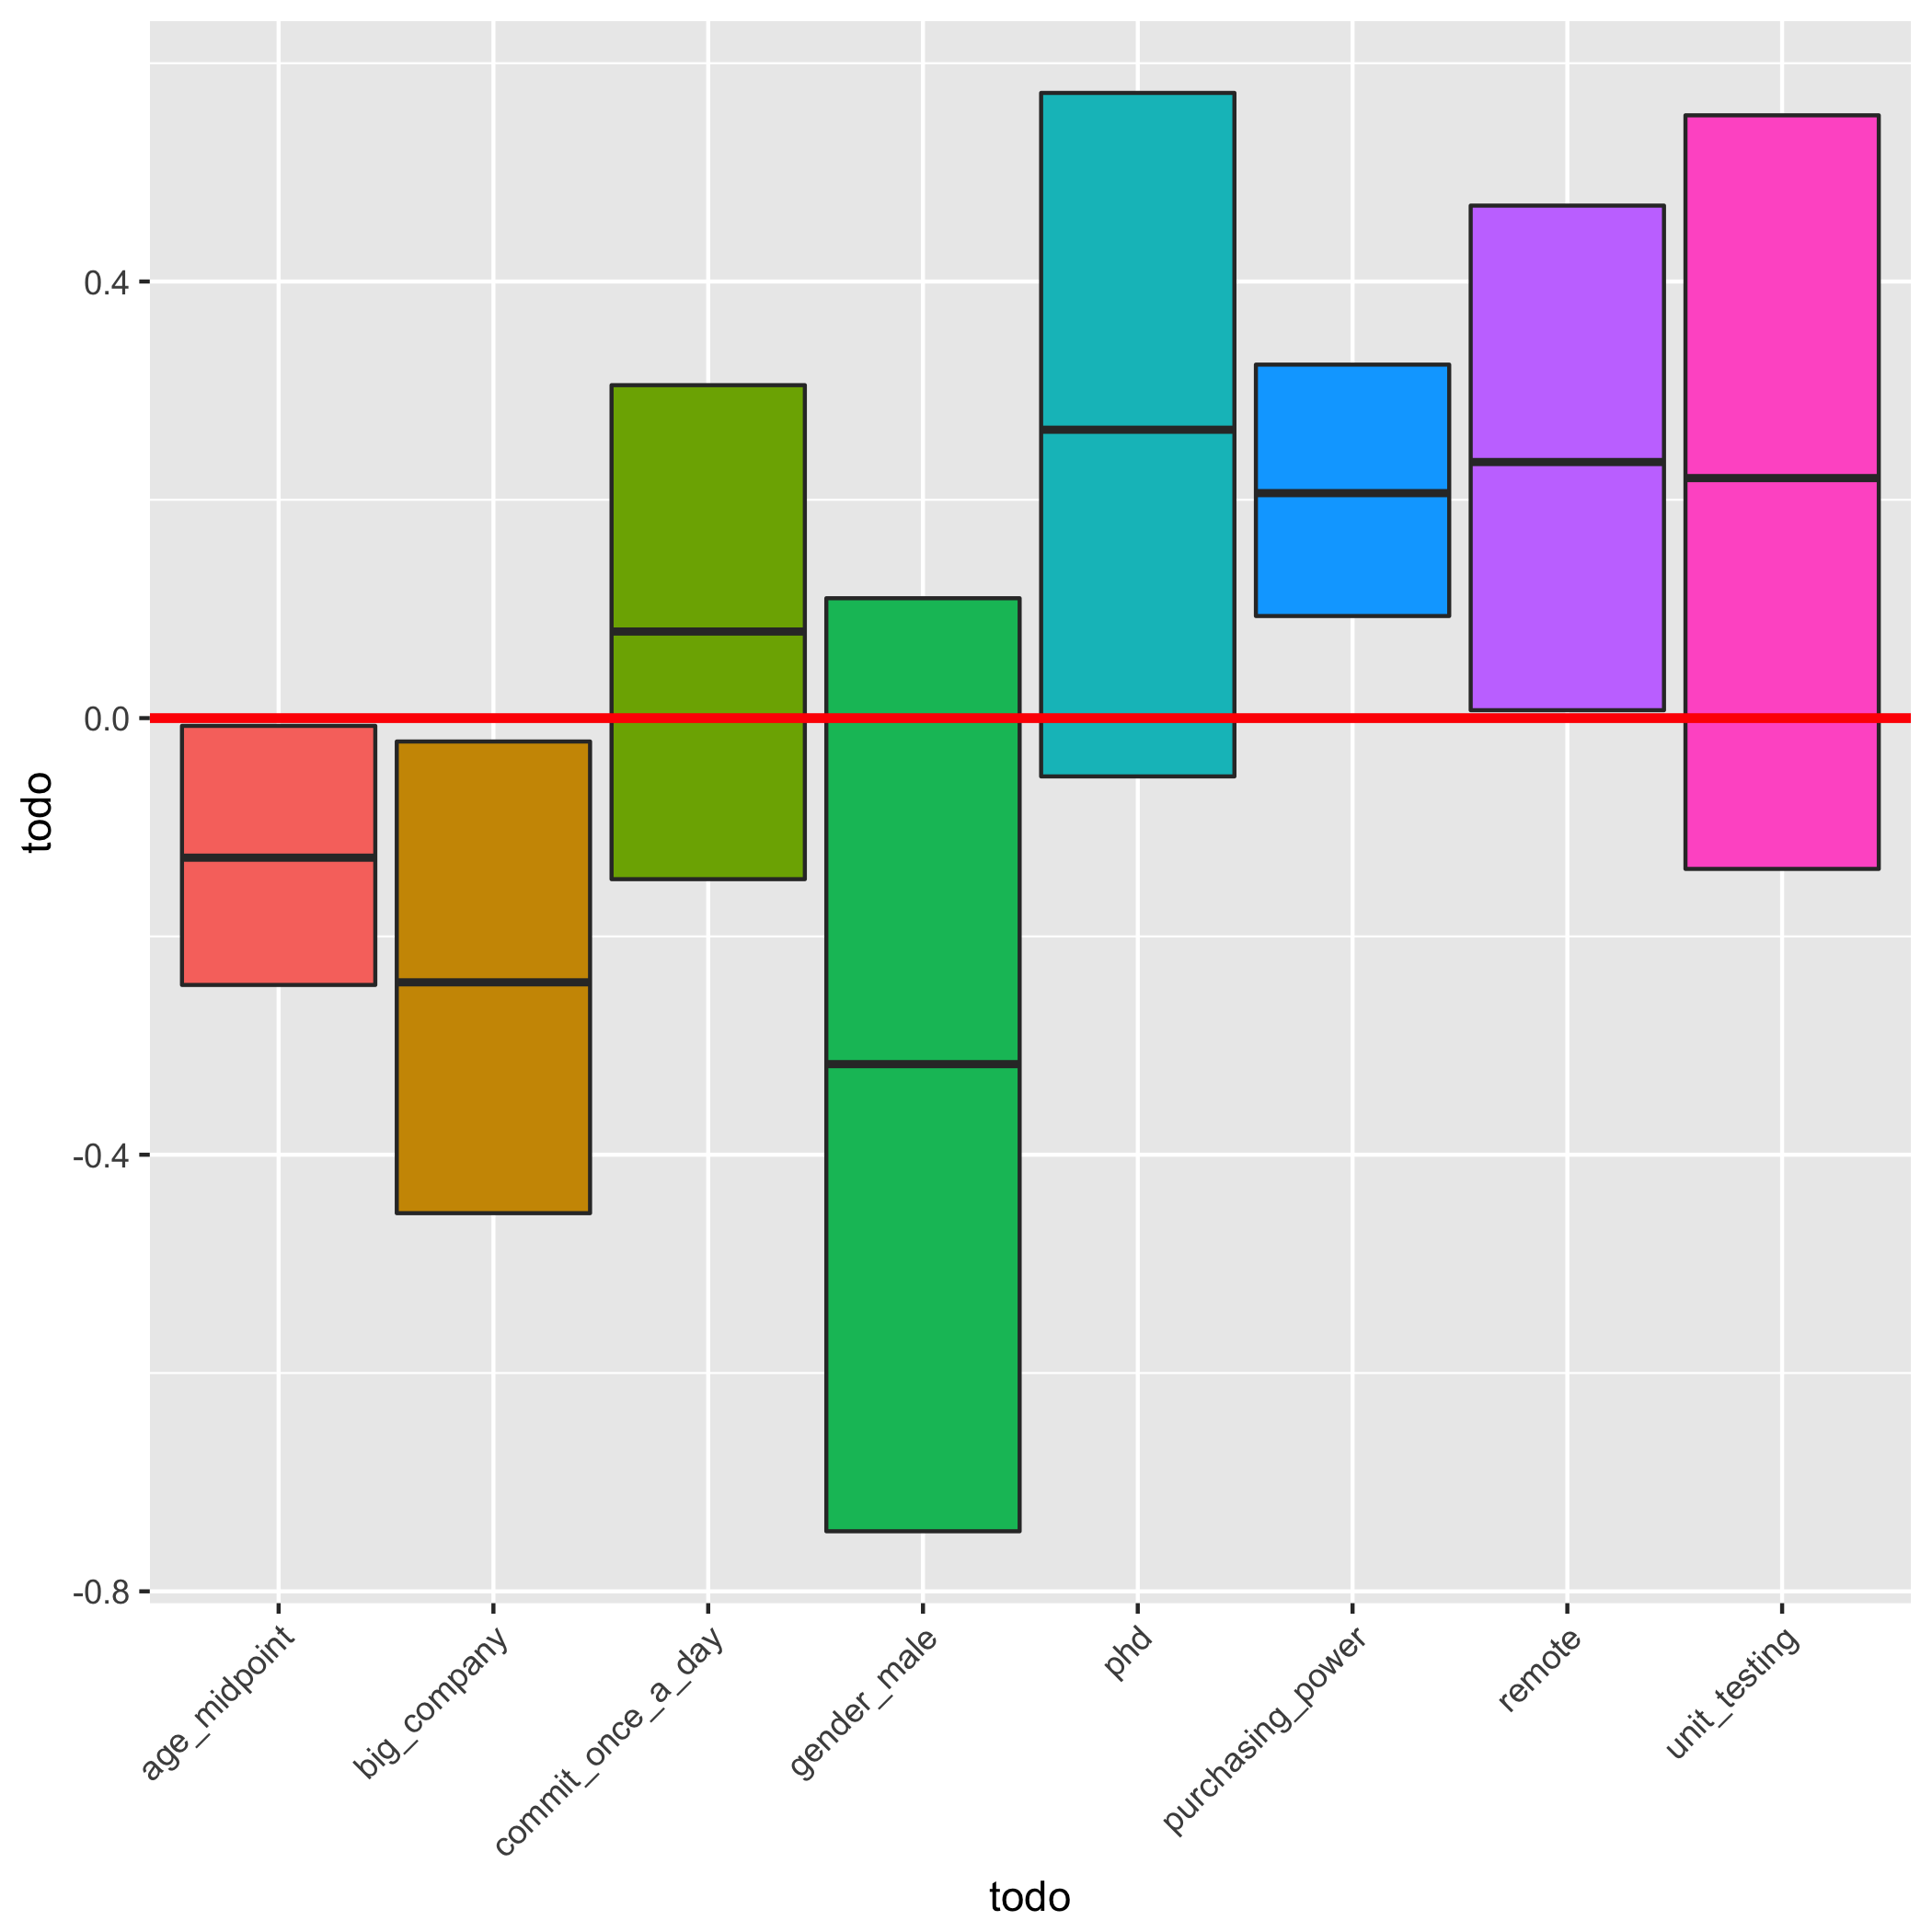 0.4
0.0
-0.4
-0.8
todo
age_midpoint
big_company
commit_once_a_day
gender_male
phd
purchasing_power
remote
unit_testing
todo